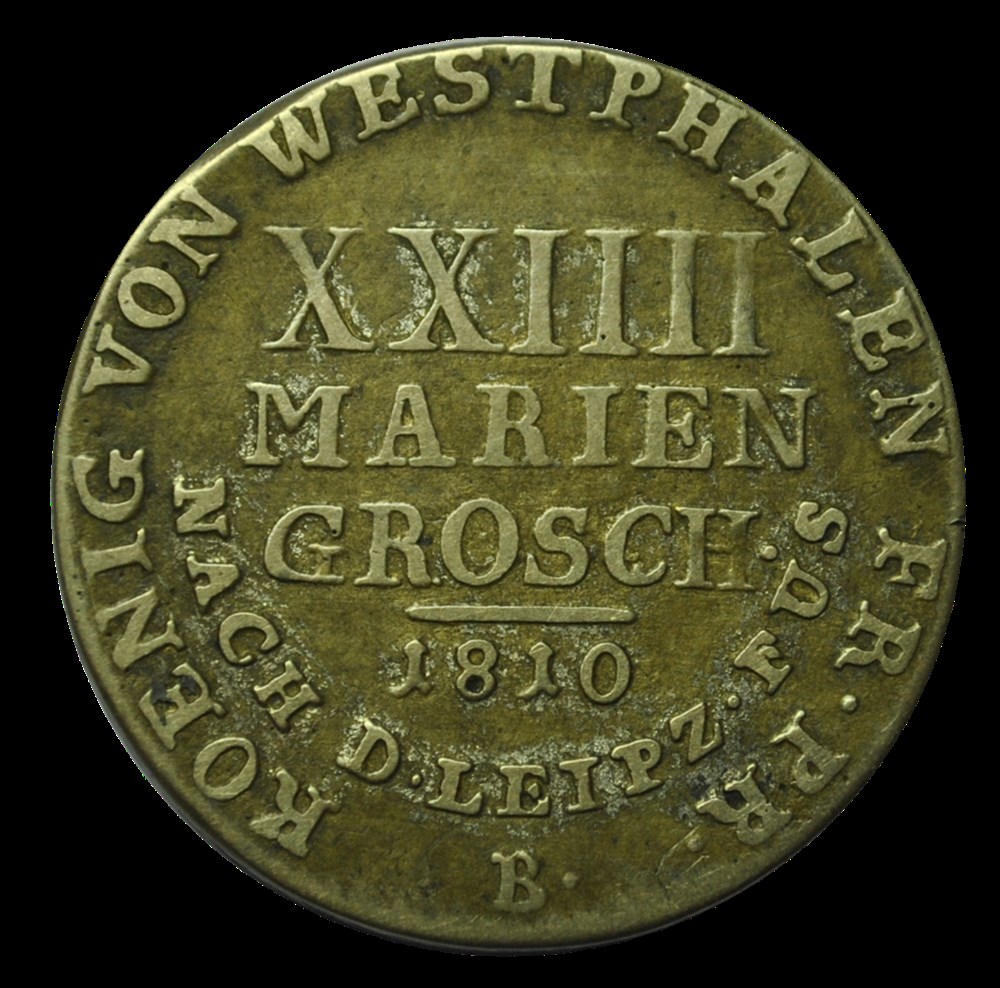 KOENIG VON WESTPHALEN FR. PR.
XXIIII
MARIEN
GROSCH.
1810
NACH D. LEIPZ. FUS
B.